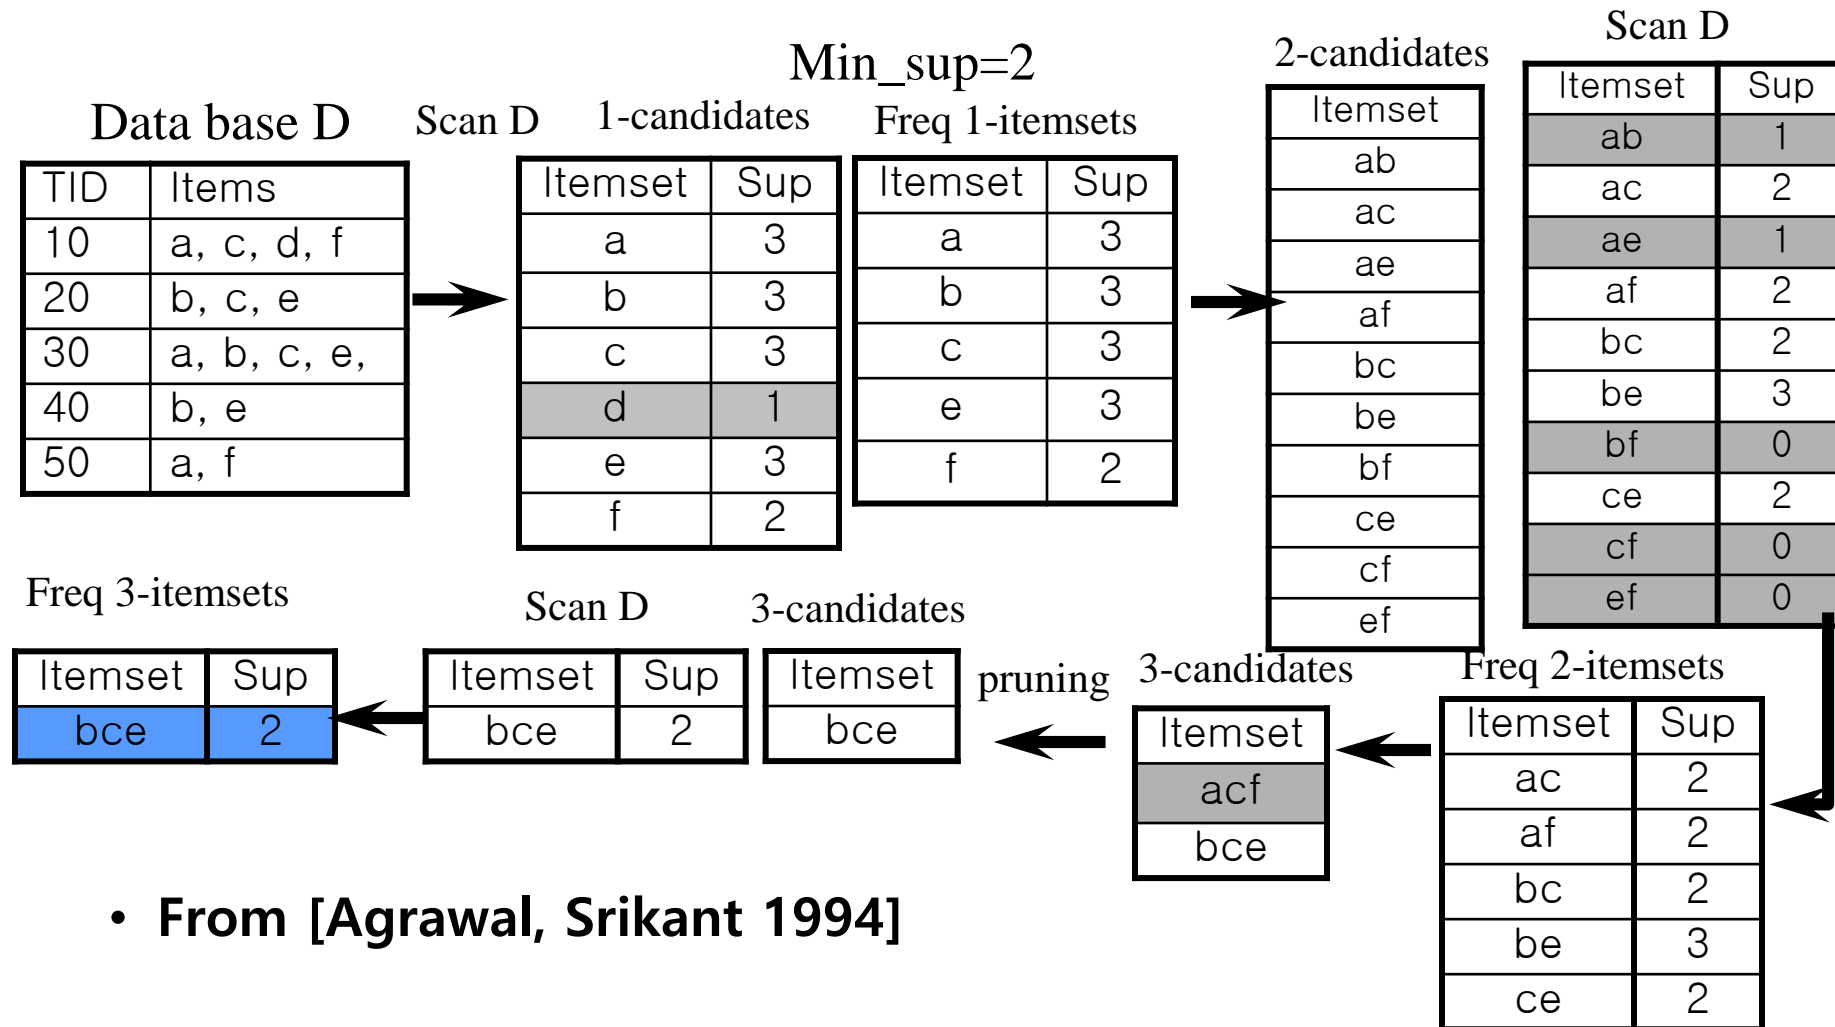 Min_sup=2
Data base D
TID Items
10 a, c, d, f
20 b, c, e
30 a, b, c, e,
40 b, e
50 a, f
Scan D
1-candidates
Itemset Sup
a 3
b 3
c 3
d 1
e 3
f 2
Freq 1-itemsets
Itemset Sup
a 3
b 3
c 3
e 3
f 2
2-candidates
Itemset
ab
ac
ae
af
bc
be
bf
ce
cf
ef
Scan D
Itemset Sup
ab 1
ac 2
ae 1
af 2
bc 2
be 3
bf 0
ce 2
cf 0
ef 0
Freq 2-itemsets
Itemset Sup
ac 2
af 2
bc 2
be 3
ce 2
3-candidates
Itemset
acf
bce
pruning
3-candidates
Itemset
bce
Scan D
Itemset Sup
bce 2
Freq 3-itemsets
Itemset Sup
bce 2
• From [Agrawal, Srikant 1994]